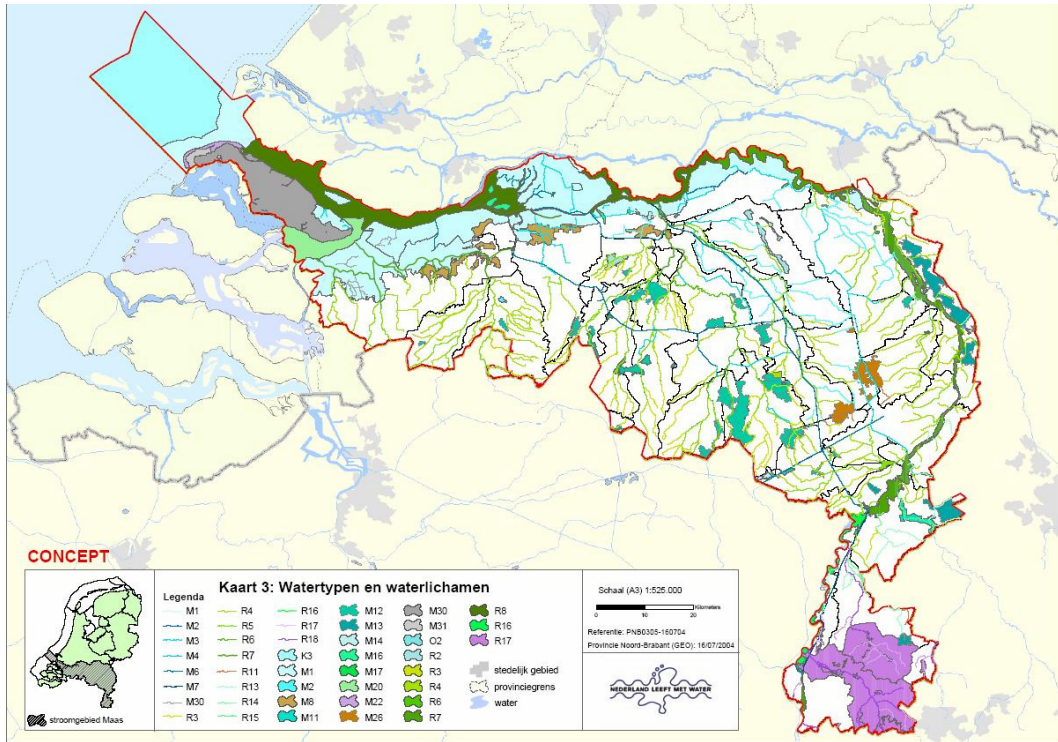 CONCEPT
Kaart 3: Watertypen en waterlichamen
Legenda
M1
M2
M3
M4
M6
M7
M30
R3
R4
R5
R6
R7
R11
R13
R14
R15
R16
R17
R18
K3
M1
M2
M8
M11
M12
M13
M14
M16
M17
M20
M22
M26
M30
M31
O2
R2
R3
R4
R6
R7
R8
R16
R17
stroomgebied Maas
Schaal (A3) 1:525.000
0 10 20 Kilometers
Referentie: PNB0305-160704
Provincie Noord-Brabant (GEO): 16/07/2004
stedelijk gebied
provinciegrens
water
NEDERLAND LEEFT MET WATER